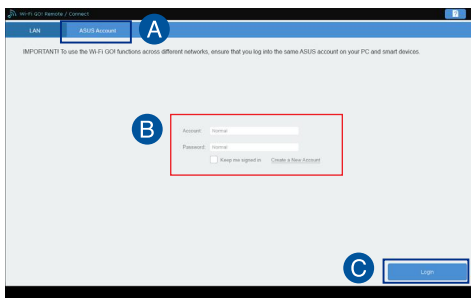 Wi-Fi GO! Remote / Connect
?
LAN
ASUS Account
A
IMPORTANT! To use the Wi-Fi GO! functions across different networks, ensure that you log into the same ASUS account on your PC and smart devices.
B
Account: Normal
Password: Normal
Keep me signed in Create a New Account
C
Login